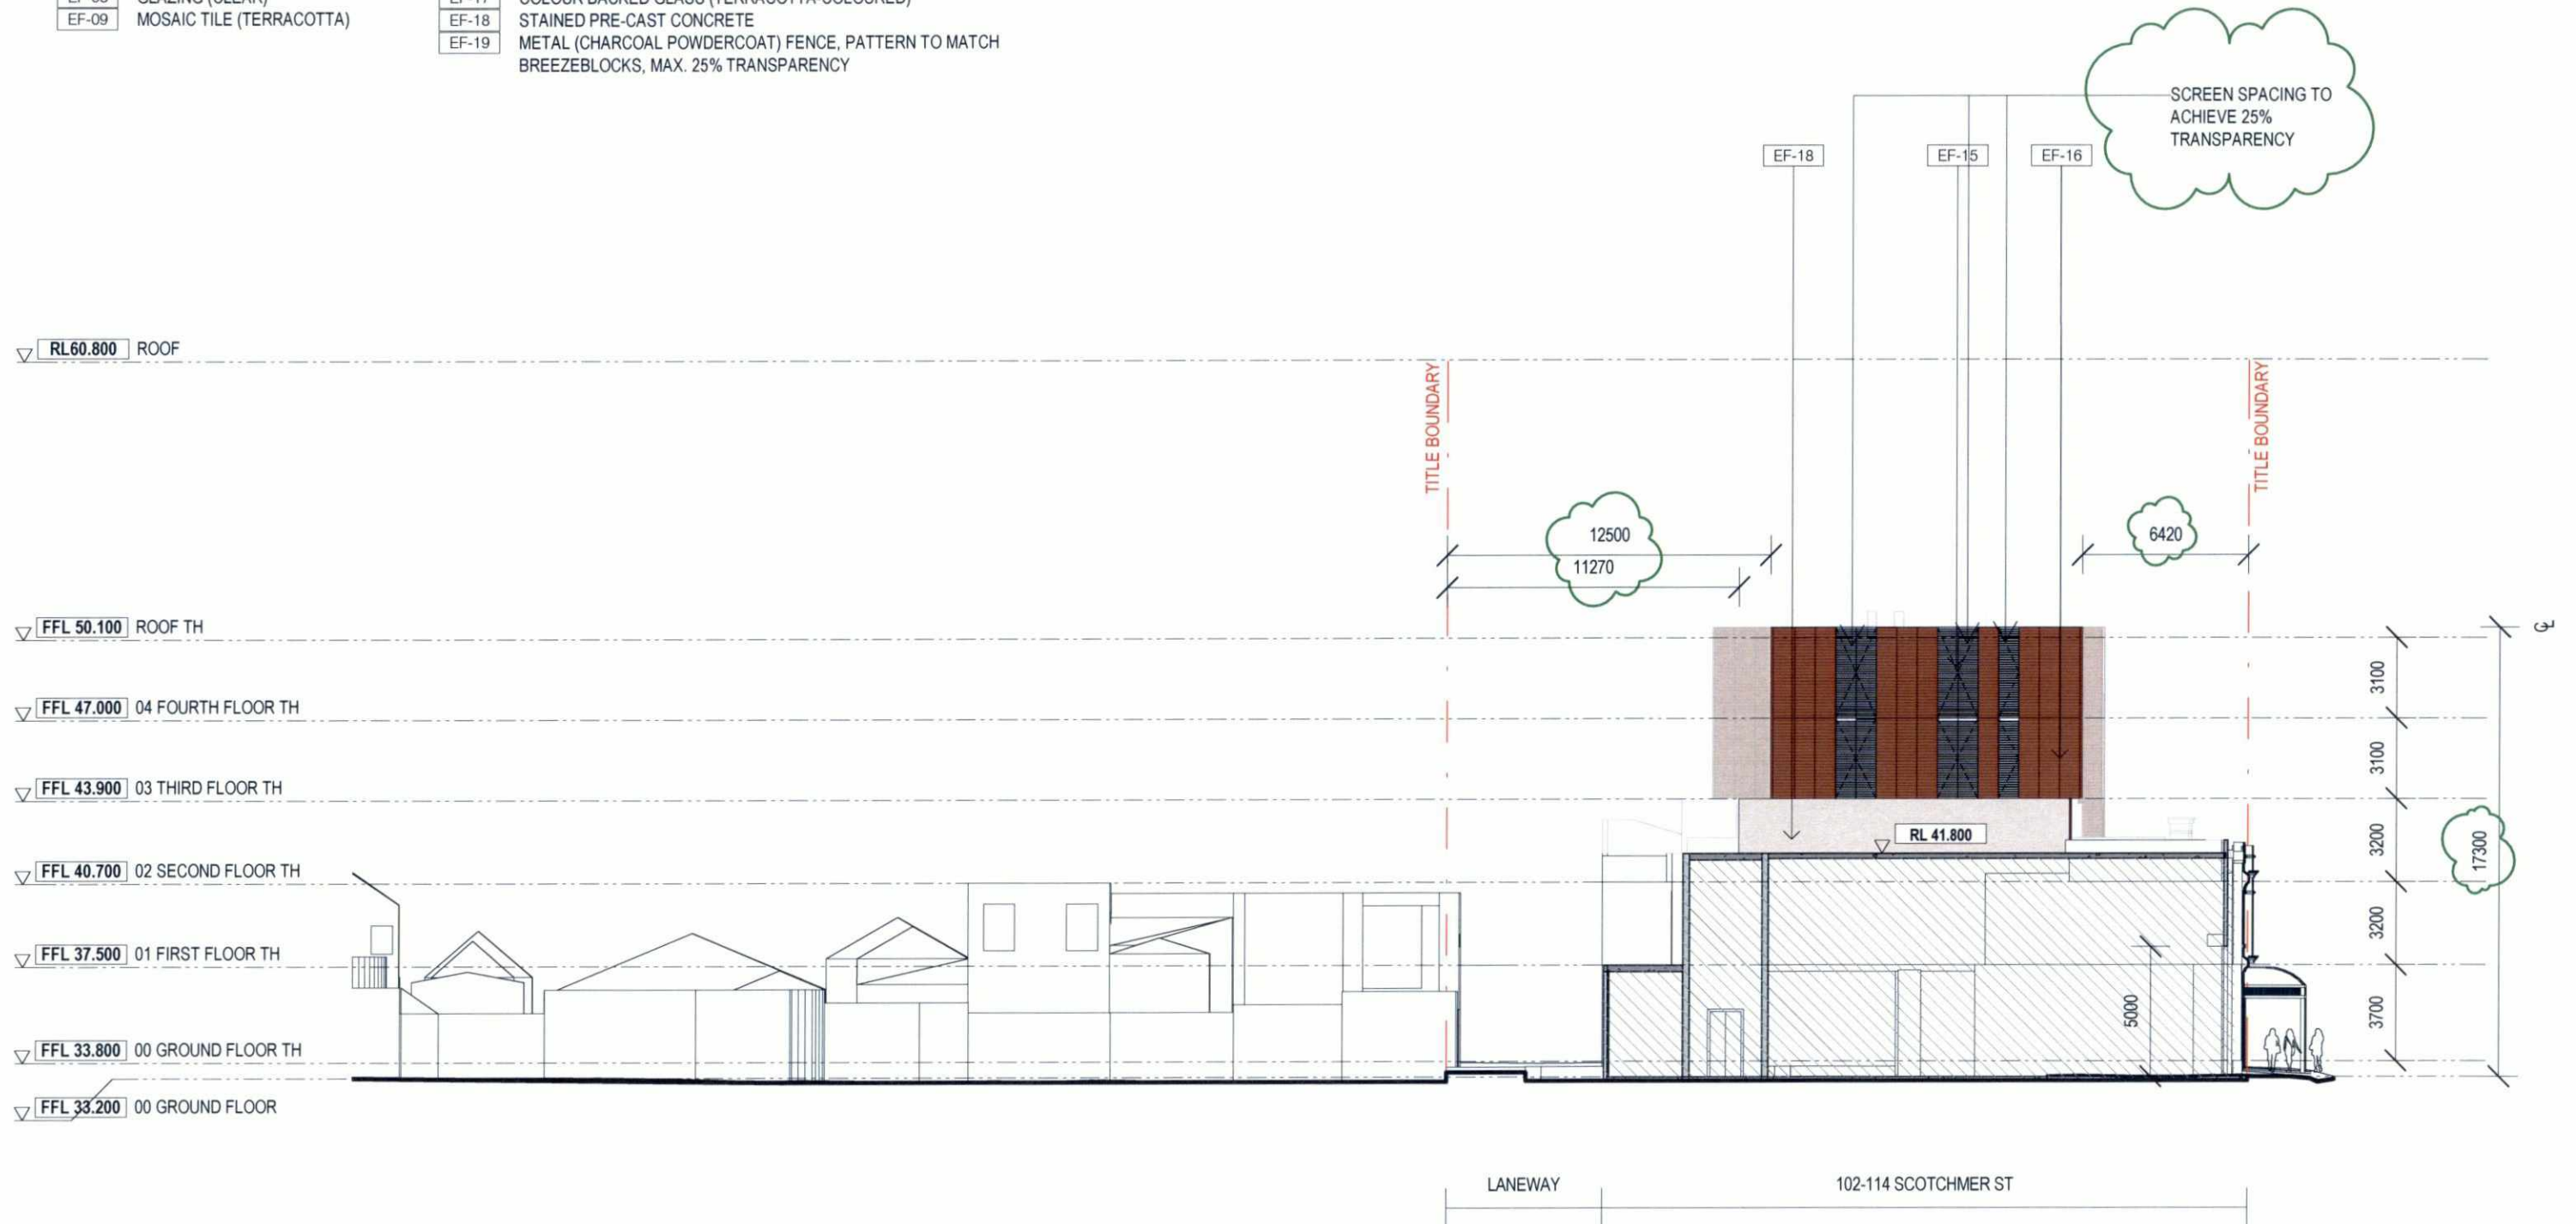 EF-09 MOSAIC TILE (TERRACOTTA)
EF-18 STAINED PRE-CAST CONCRETE
EF-19 METAL (CHARCOAL POWDERCOAT) FENCE, PATTERN TO MATCH
BREEZEBLOCKS, MAX. 25% TRANSPARENCY
SCREEN SPACING TO
ACHIEVE 25%
TRANSPARENCY
EF-18
EF-15
EF-16
RL60.800 ROOF
TITLE BOUNDARY
TITLE BOUNDARY
12500
11270
6420
FFL 50.100 ROOF TH
FFL 47.000 04 FOURTH FLOOR TH
FFL 43.900 03 THIRD FLOOR TH
FFL 40.700 02 SECOND FLOOR TH
FFL 37.500 01 FIRST FLOOR TH
FFL 33.800 00 GROUND FLOOR TH
FFL 33.200 00 GROUND FLOOR
RL 41.800
3100
3100
3200
3200
3700
5000
17300
LANEWAY
102-114 SCOTCHMER ST